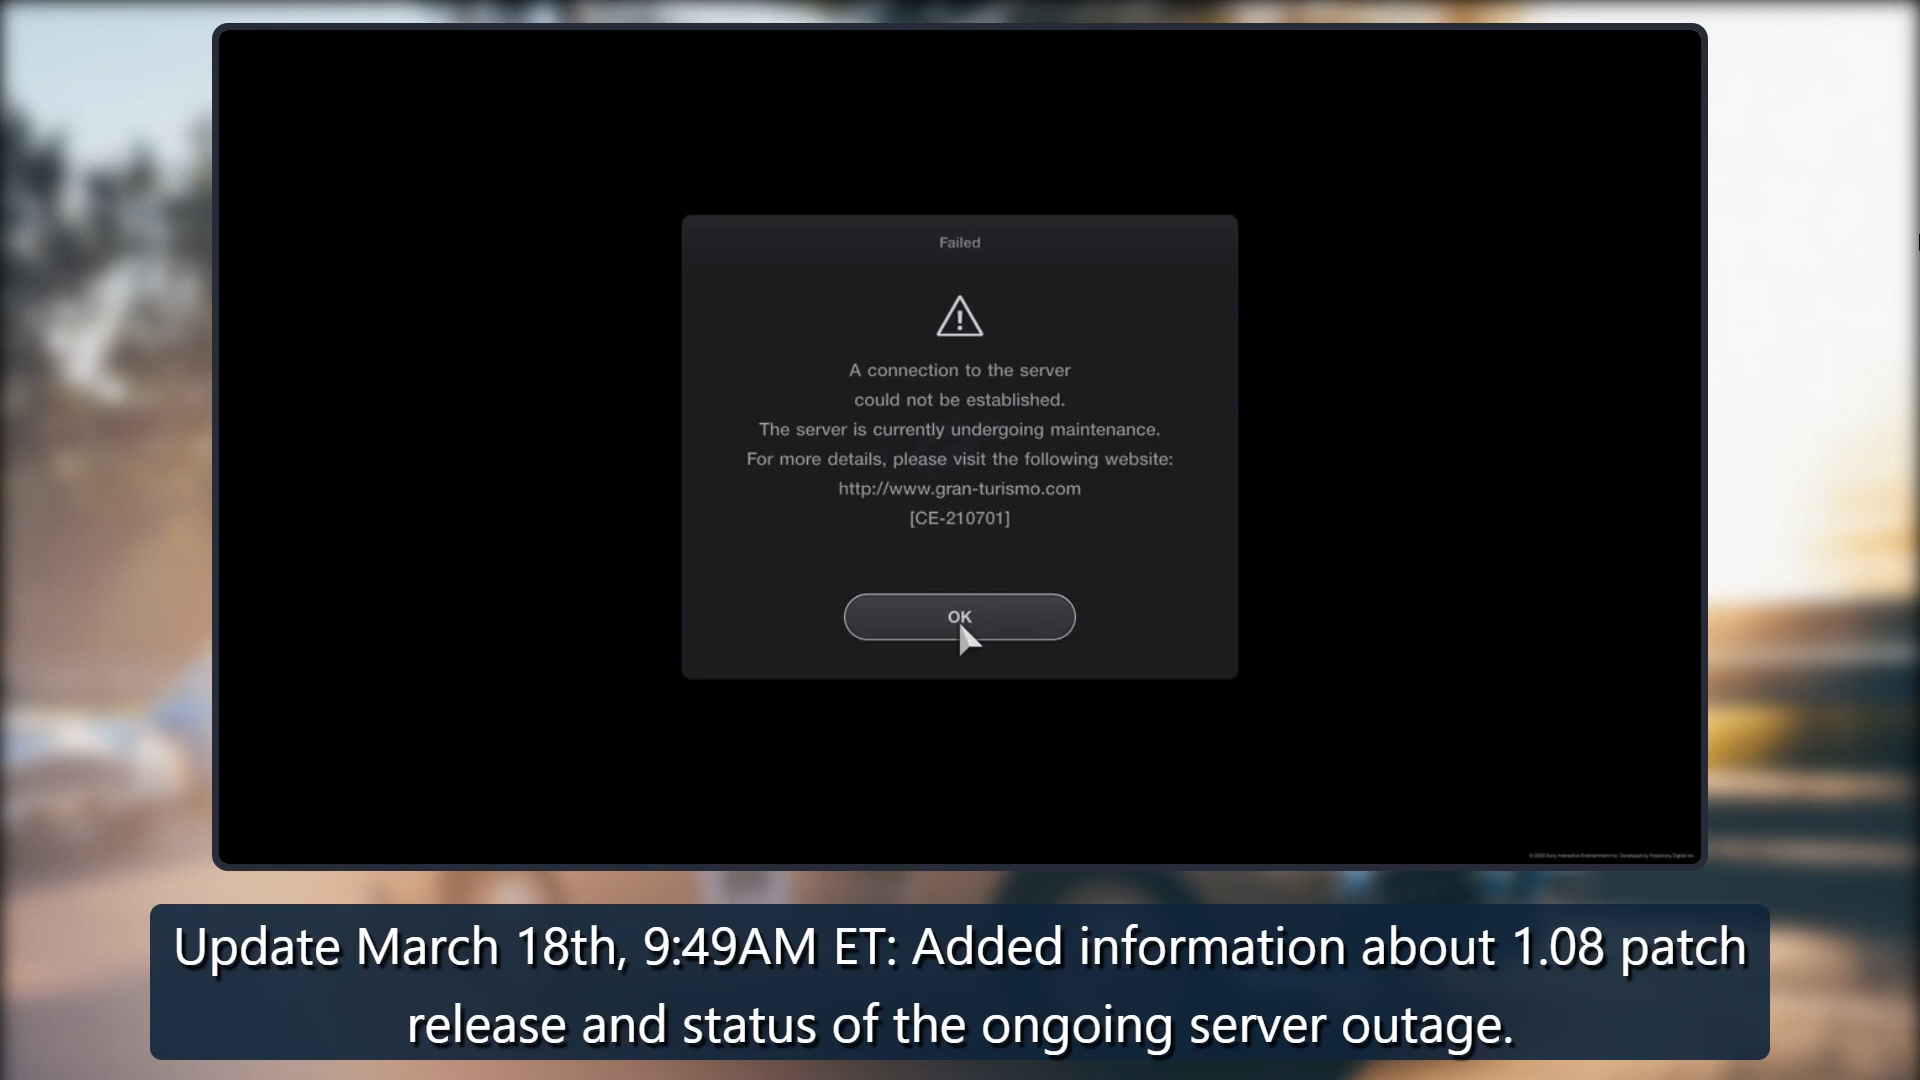 Failed
A connection to the server
could not be established.
The server is currently undergoing maintenance.
For more details, please visit the following website:
http://www.gran-turismo.com
[CE-210701]
OK
Update March 18th, 9:49AM ET: Added information about 1.08 patch
release and status of the ongoing server outage.